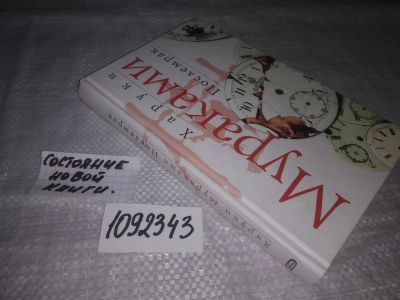 Харуки
Мураками
Послемрак
Харуки Мураками Послемрак
СОСТОЯНИЕ
НОВОЙ
КНИГИ.
1092343